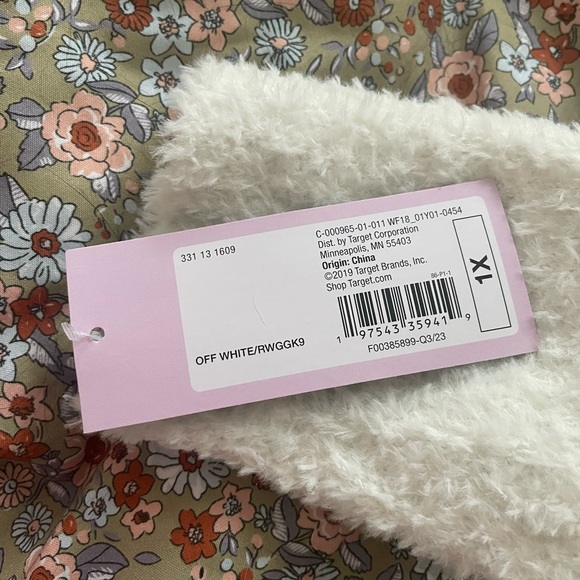 331 13 1609
OFF WHITE/RWGGK9
C-000965-01-011 WF18_01Y01-0454
Dist. by Target Corporation
Minneapolis, MN 55403
Origin: China
©2019 Target Brands, Inc.
Shop Target.com
86-P1-1
1 97543 35941 9
F00385899-Q3/23
1X